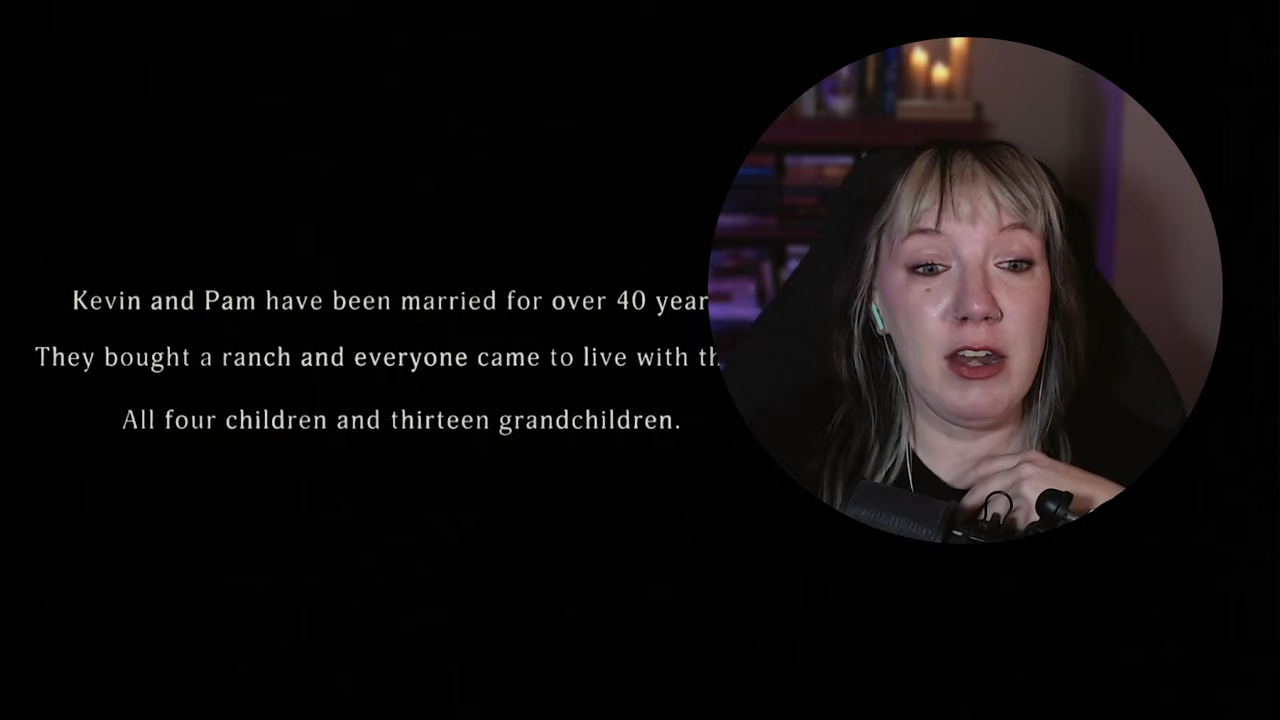 Kevin and Pam have been married for over 40 year
They bought a ranch and everyone came to live with
All four children and thirteen grandchildren.